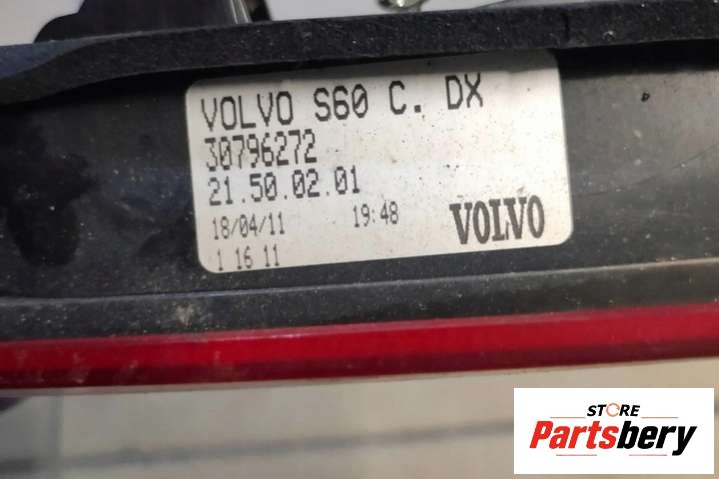 VOLVO S60 C. DX
30796272
21.50.02.01
18/04/11 19:48
1 16 11
VOLVO
STORE
Partsbery